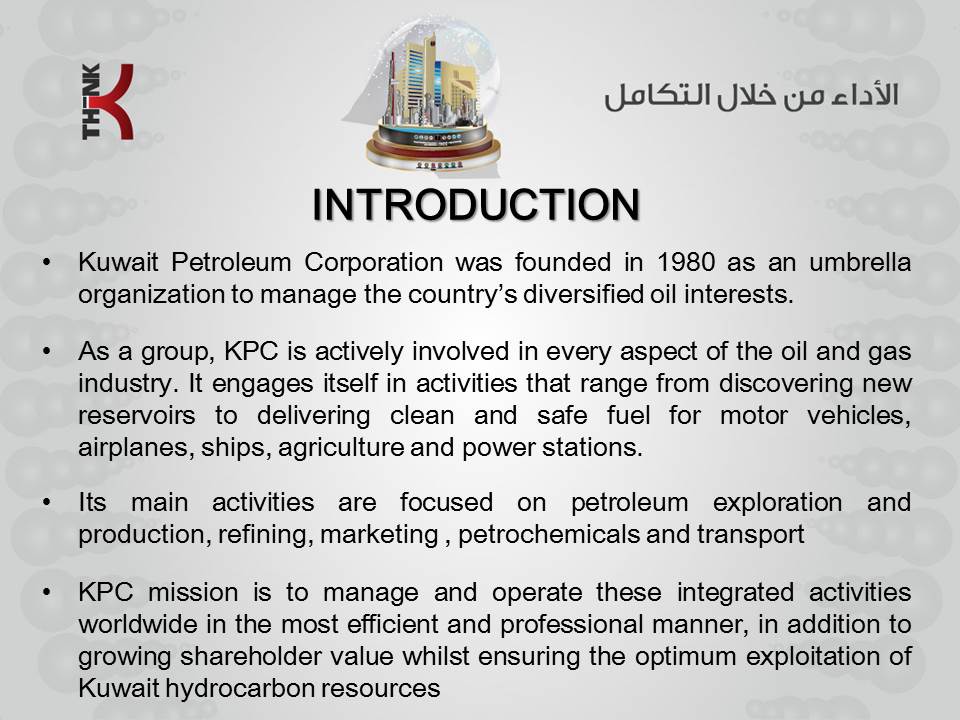 TH-NK
الأداء من خلال التكامل
INTRODUCTION
• Kuwait Petroleum Corporation was founded in 1980 as an umbrella
organization to manage the country’s diversified oil interests.
• As a group, KPC is actively involved in every aspect of the oil and gas
industry. It engages itself in activities that range from discovering new
reservoirs to delivering clean and safe fuel for motor vehicles,
airplanes, ships, agriculture and power stations.
• Its main activities are focused on petroleum exploration and
production, refining, marketing , petrochemicals and transport
• KPC mission is to manage and operate these integrated activities
worldwide in the most efficient and professional manner, in addition to
growing shareholder value whilst ensuring the optimum exploitation of
Kuwait hydrocarbon resources